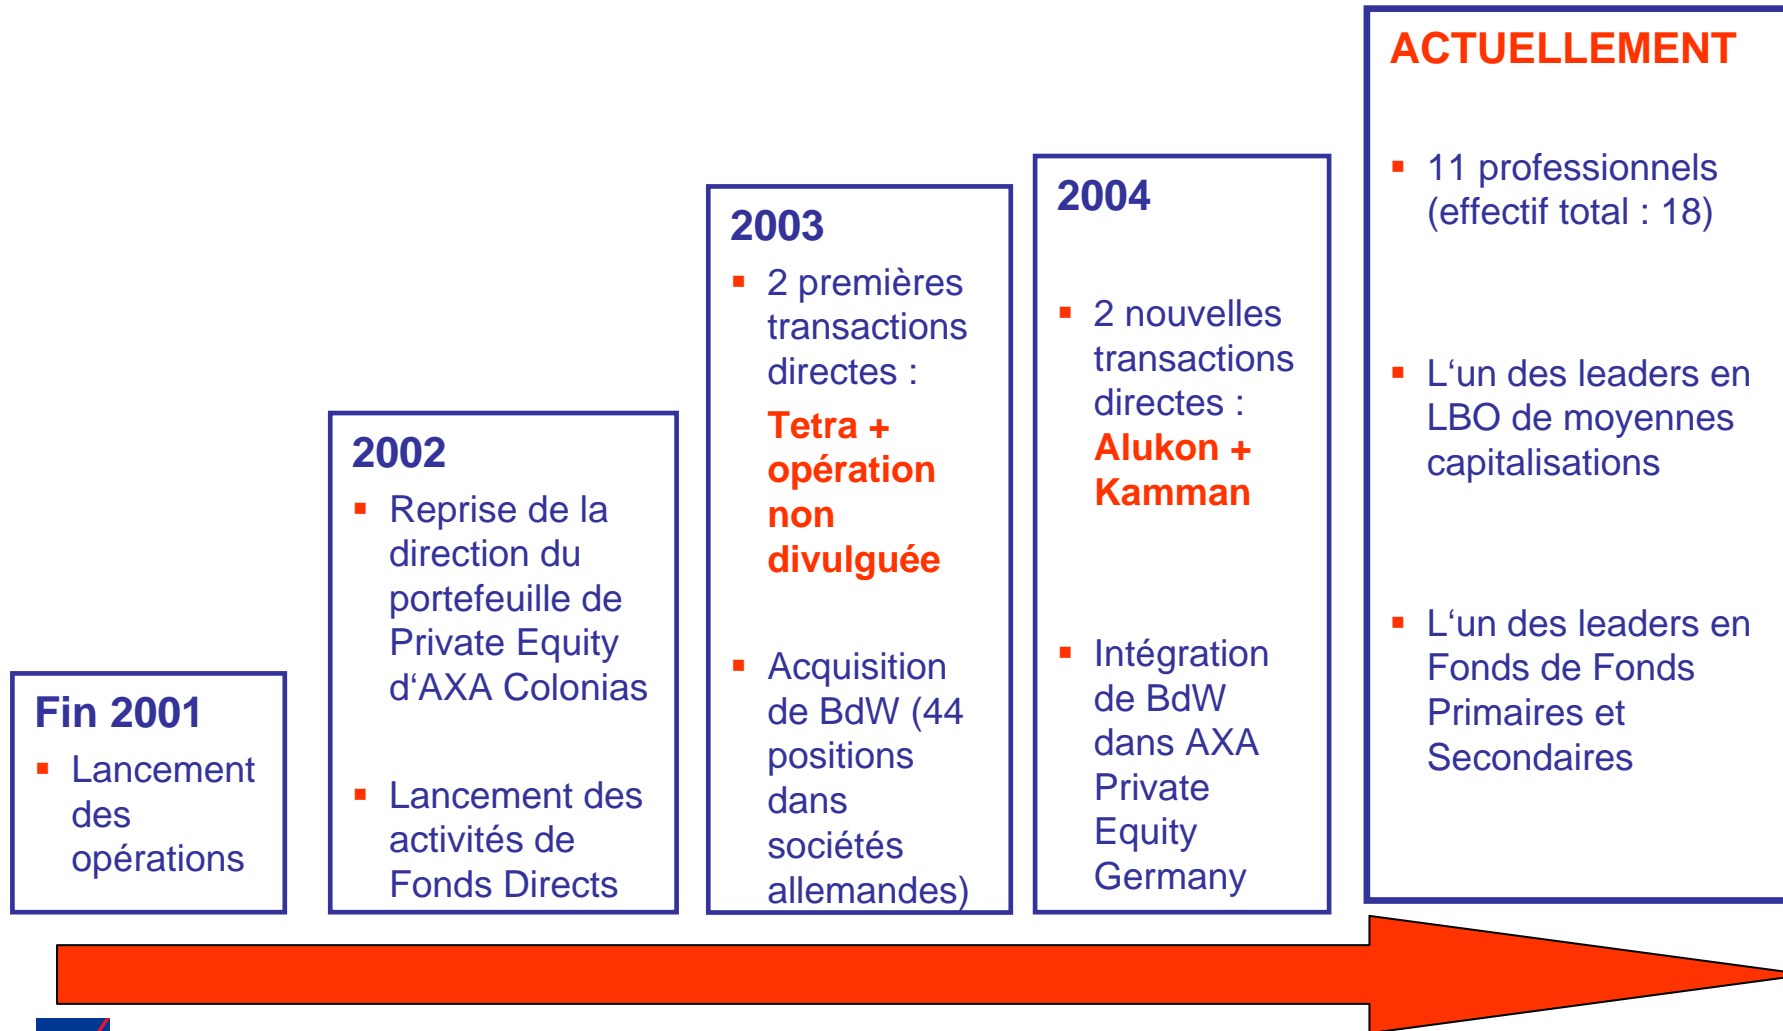 Fin 2001
▪ Lancement
des
opérations
2002
▪ Reprise de la
direction du
portefeuille de
Private Equity
d‘AXA Colonias
▪ Lancement des
activités de
Fonds Directs
2003
▪ 2 premières
transactions
directes :
Tetra +
opération
non
divulguée
▪ Acquisition
de BdW (44
positions
dans
sociétés
allemandes)
2004
▪ 2 nouvelles
transactions
directes :
Alukon +
Kamman
▪ Intégration
de BdW
dans AXA
Private
Equity
Germany
ACTUELLEMENT
▪ 11 professionnels
(effectif total : 18)
▪ L‘un des leaders en
LBO de moyennes
capitalisations
▪ L‘un des leaders en
Fonds de Fonds
Primaires et
Secondaires